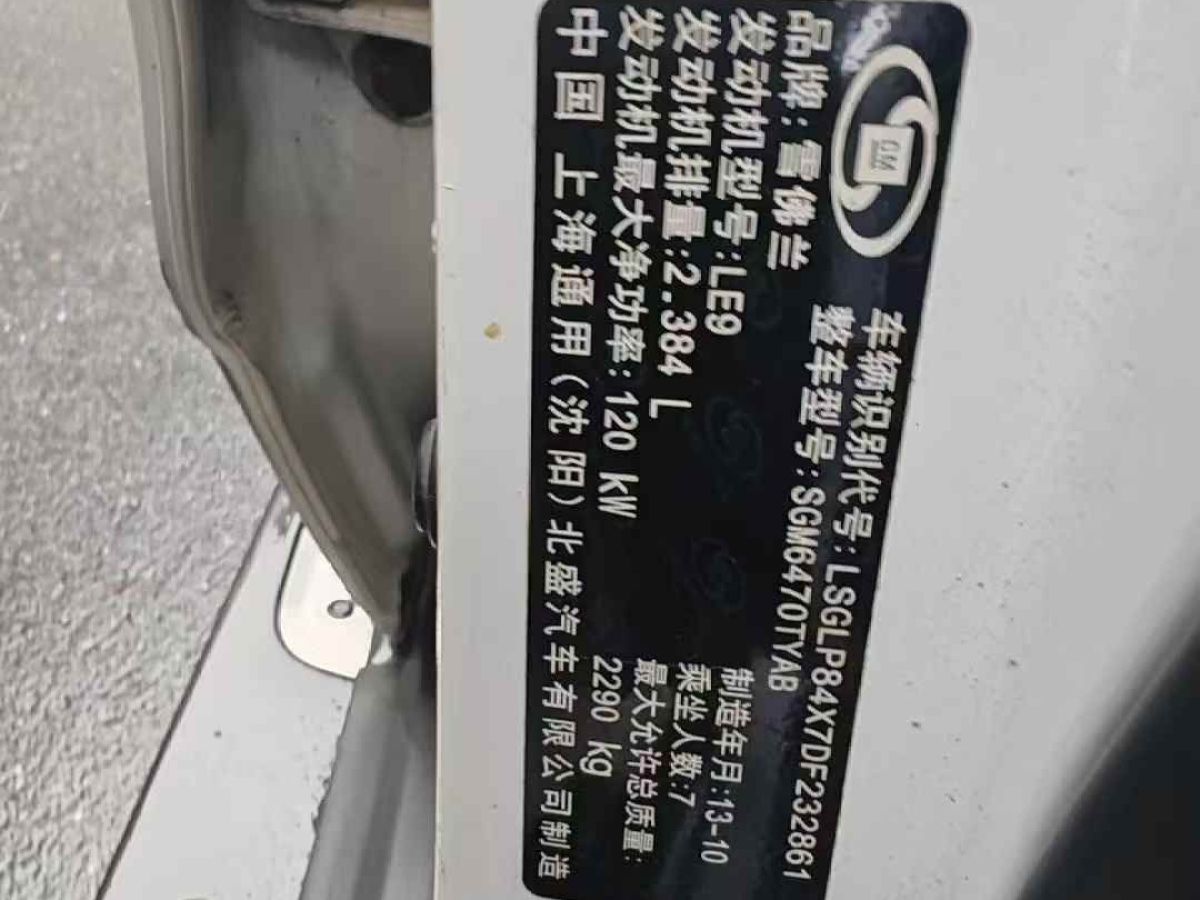 GM
车辆识别代号:LSGLP84X7DF232861
整车型号:SGM6470TYAB
品牌:雪佛兰
发动机型号:LE9
制造年月:13-10
发动机排量:2.384 L
乘坐人数:7
发动机最大净功率:120 kW
最大允许总质量:
2290 kg
中国 上海通用(沈阳)北盛汽车有限公司制造